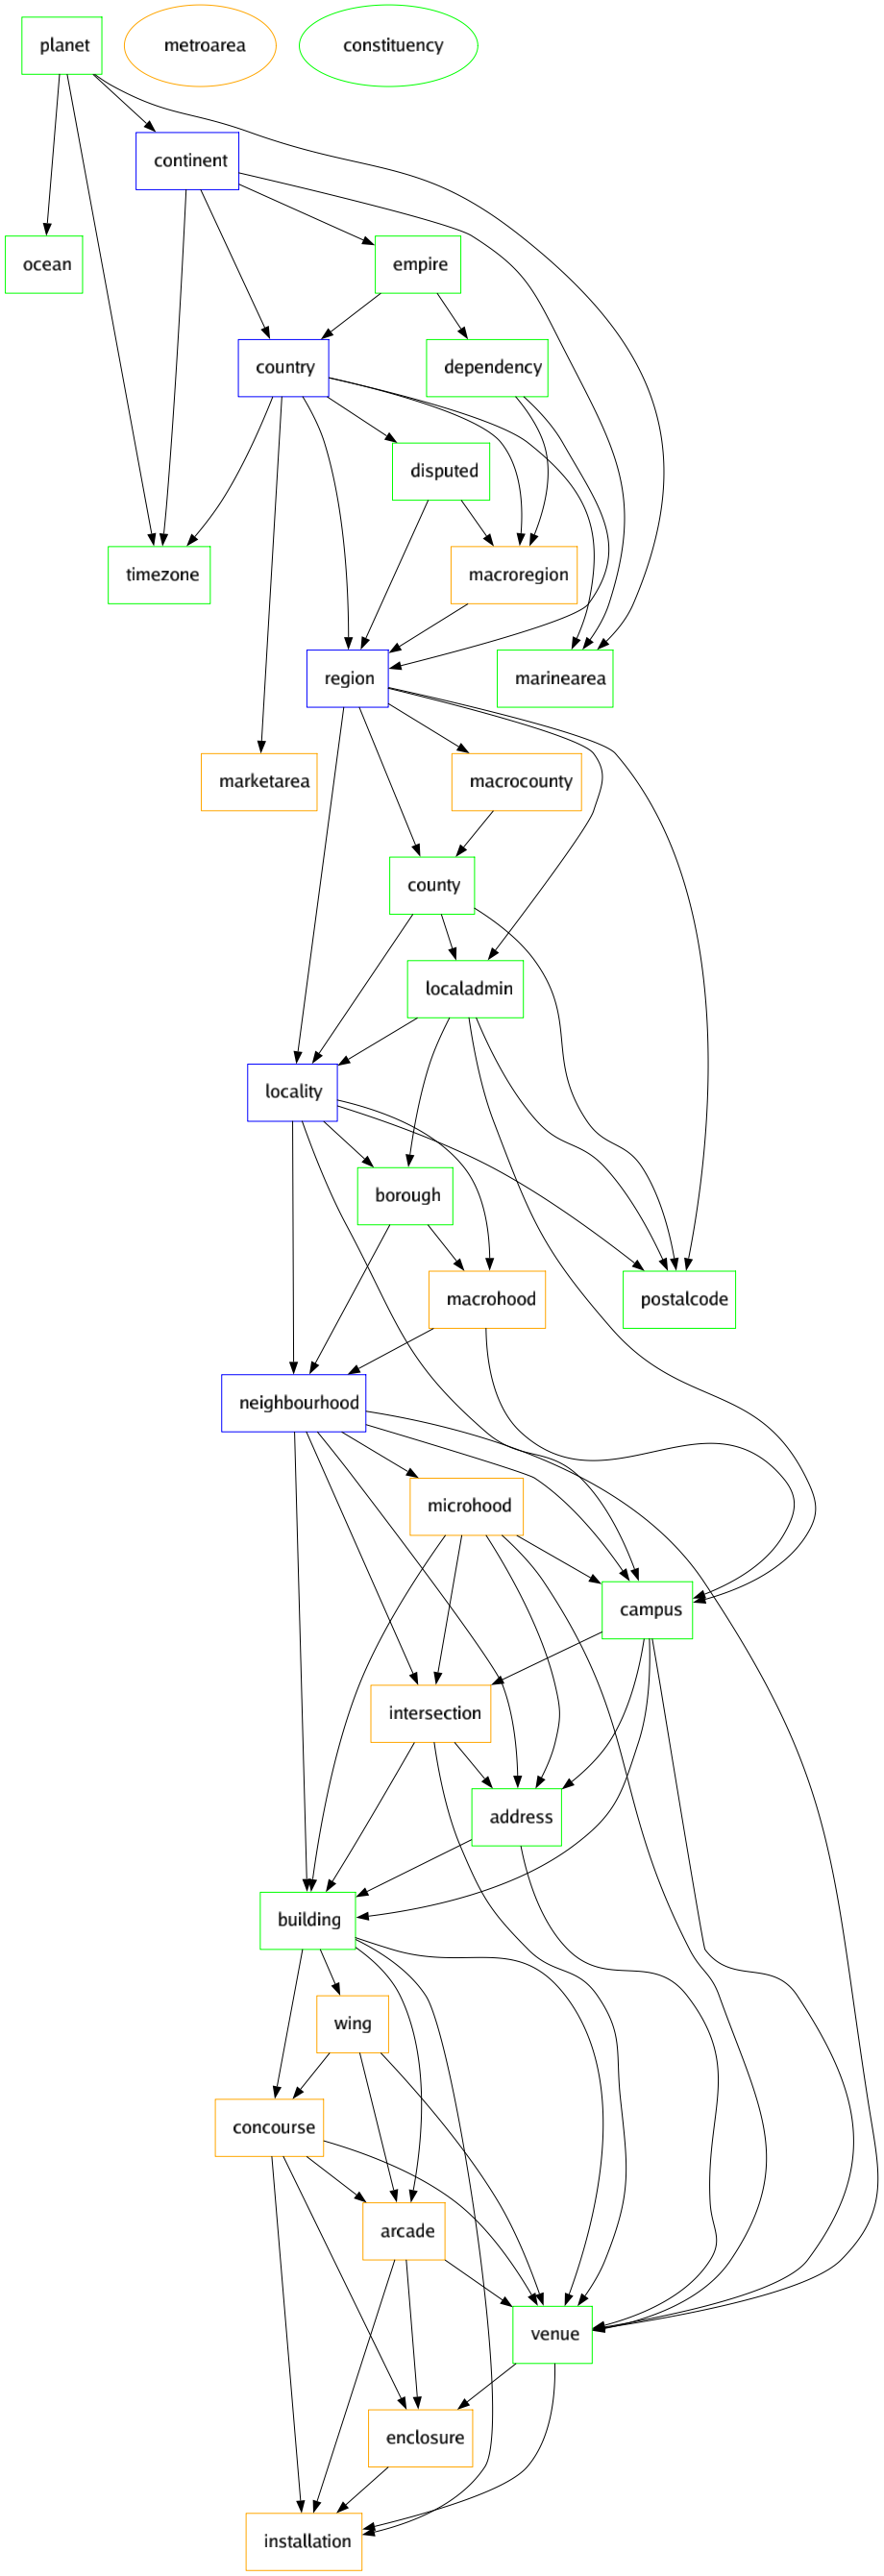 planet
metroarea
constituency
continent
ocean
empire
country
dependency
disputed
timezone
macroregion
region
marinearea
marketarea
macrocounty
county
localadmin
locality
borough
macrohood
postalcode
neighbourhood
microhood
campus
intersection
address
building
wing
concourse
arcade
venue
enclosure
installation